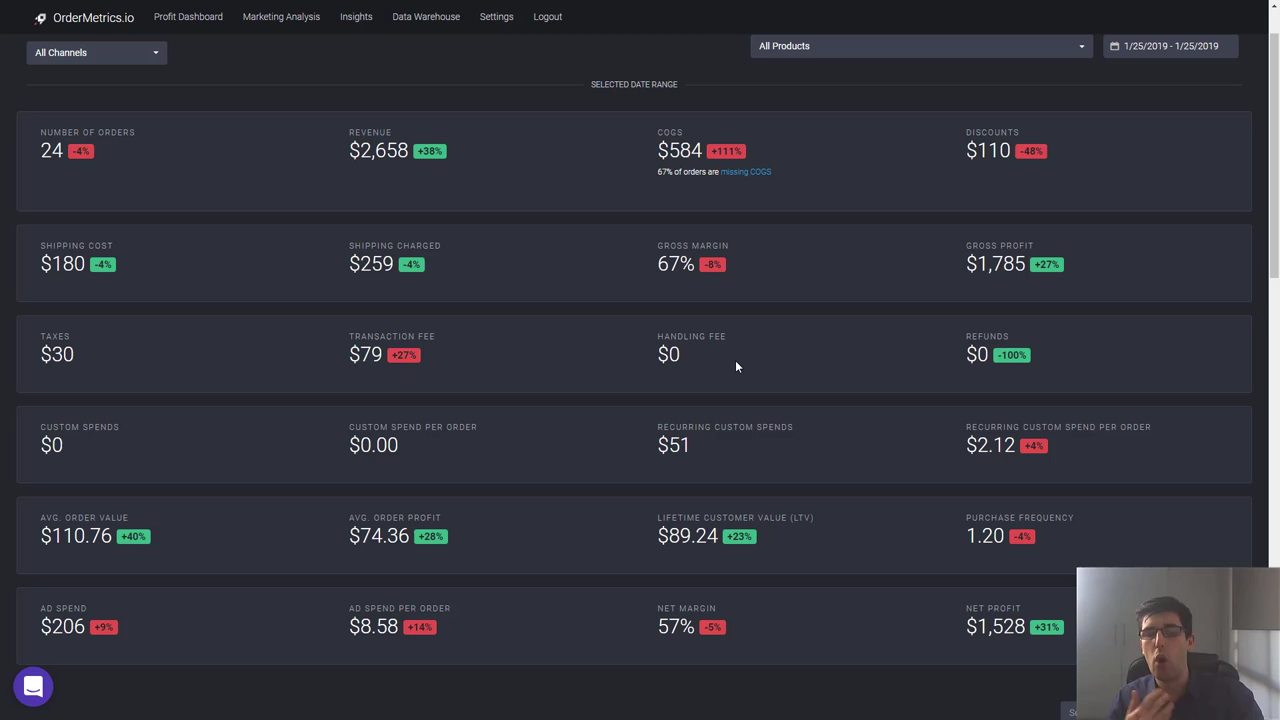 OrderMetrics.io Profit Dashboard Marketing Analysis Insights Data Warehouse Settings Logout
All Channels All Products 1/25/2019 - 1/25/2019
SELECTED DATE RANGE
NUMBER OF ORDERS REVENUE COGS DISCOUNTS
24 -4% $2,658 +38% $584 +111% $110 -48%
67% of orders are missing COGS
SHIPPING COST SHIPPING CHARGED GROSS MARGIN GROSS PROFIT
$180 -4% $259 -4% 67% -8% $1,785 +27%
TAXES TRANSACTION FEE HANDLING FEE REFUNDS
$30 $79 +27% $0 $0 -100%
CUSTOM SPENDS CUSTOM SPEND PER ORDER RECURRING CUSTOM SPENDS RECURRING CUSTOM SPEND PER ORDER
$0 $0.00 $51 $2.12 +4%
AVG. ORDER VALUE AVG. ORDER PROFIT LIFETIME CUSTOMER VALUE (LTV) PURCHASE FREQUENCY
$110.76 +40% $74.36 +28% $89.24 +23% 1.20 -4%
AD SPEND AD SPEND PER ORDER NET MARGIN NET PROFIT
$206 +9% $8.58 +14% 57% -5% $1,528 +31%